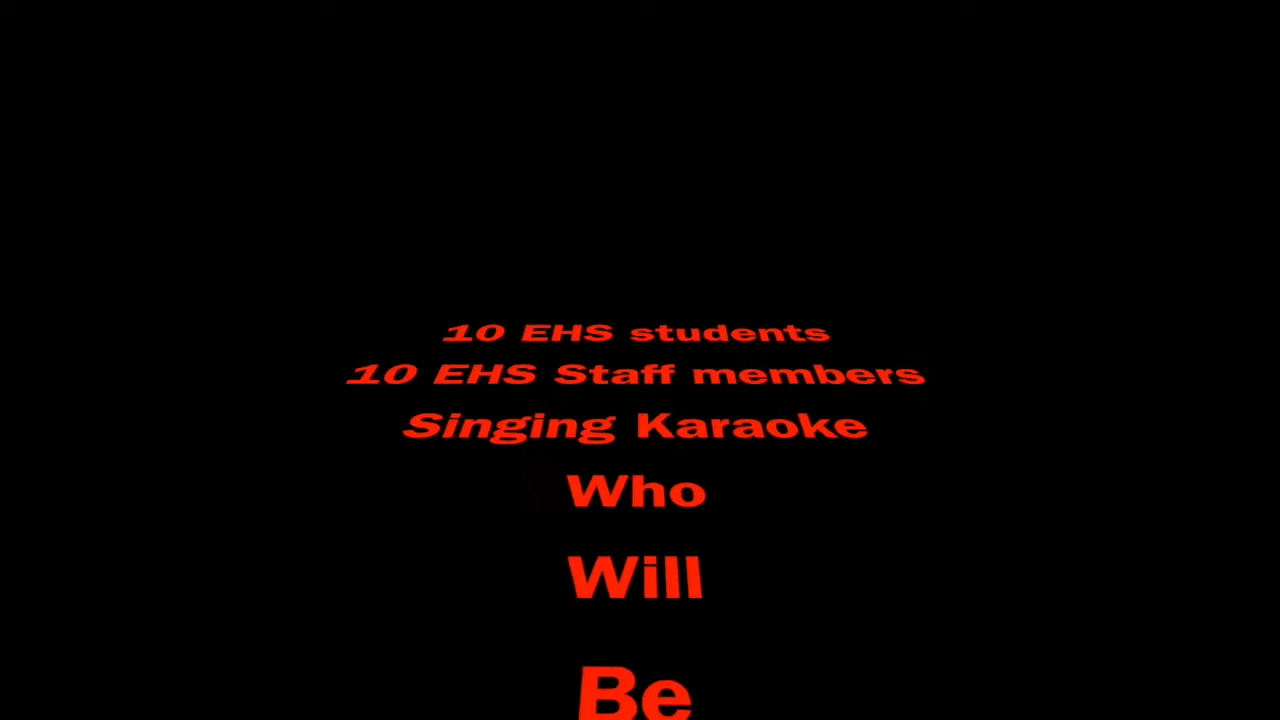 10 EHS students
10 EHS Staff members
Singing Karaoke
Who
Will
Be